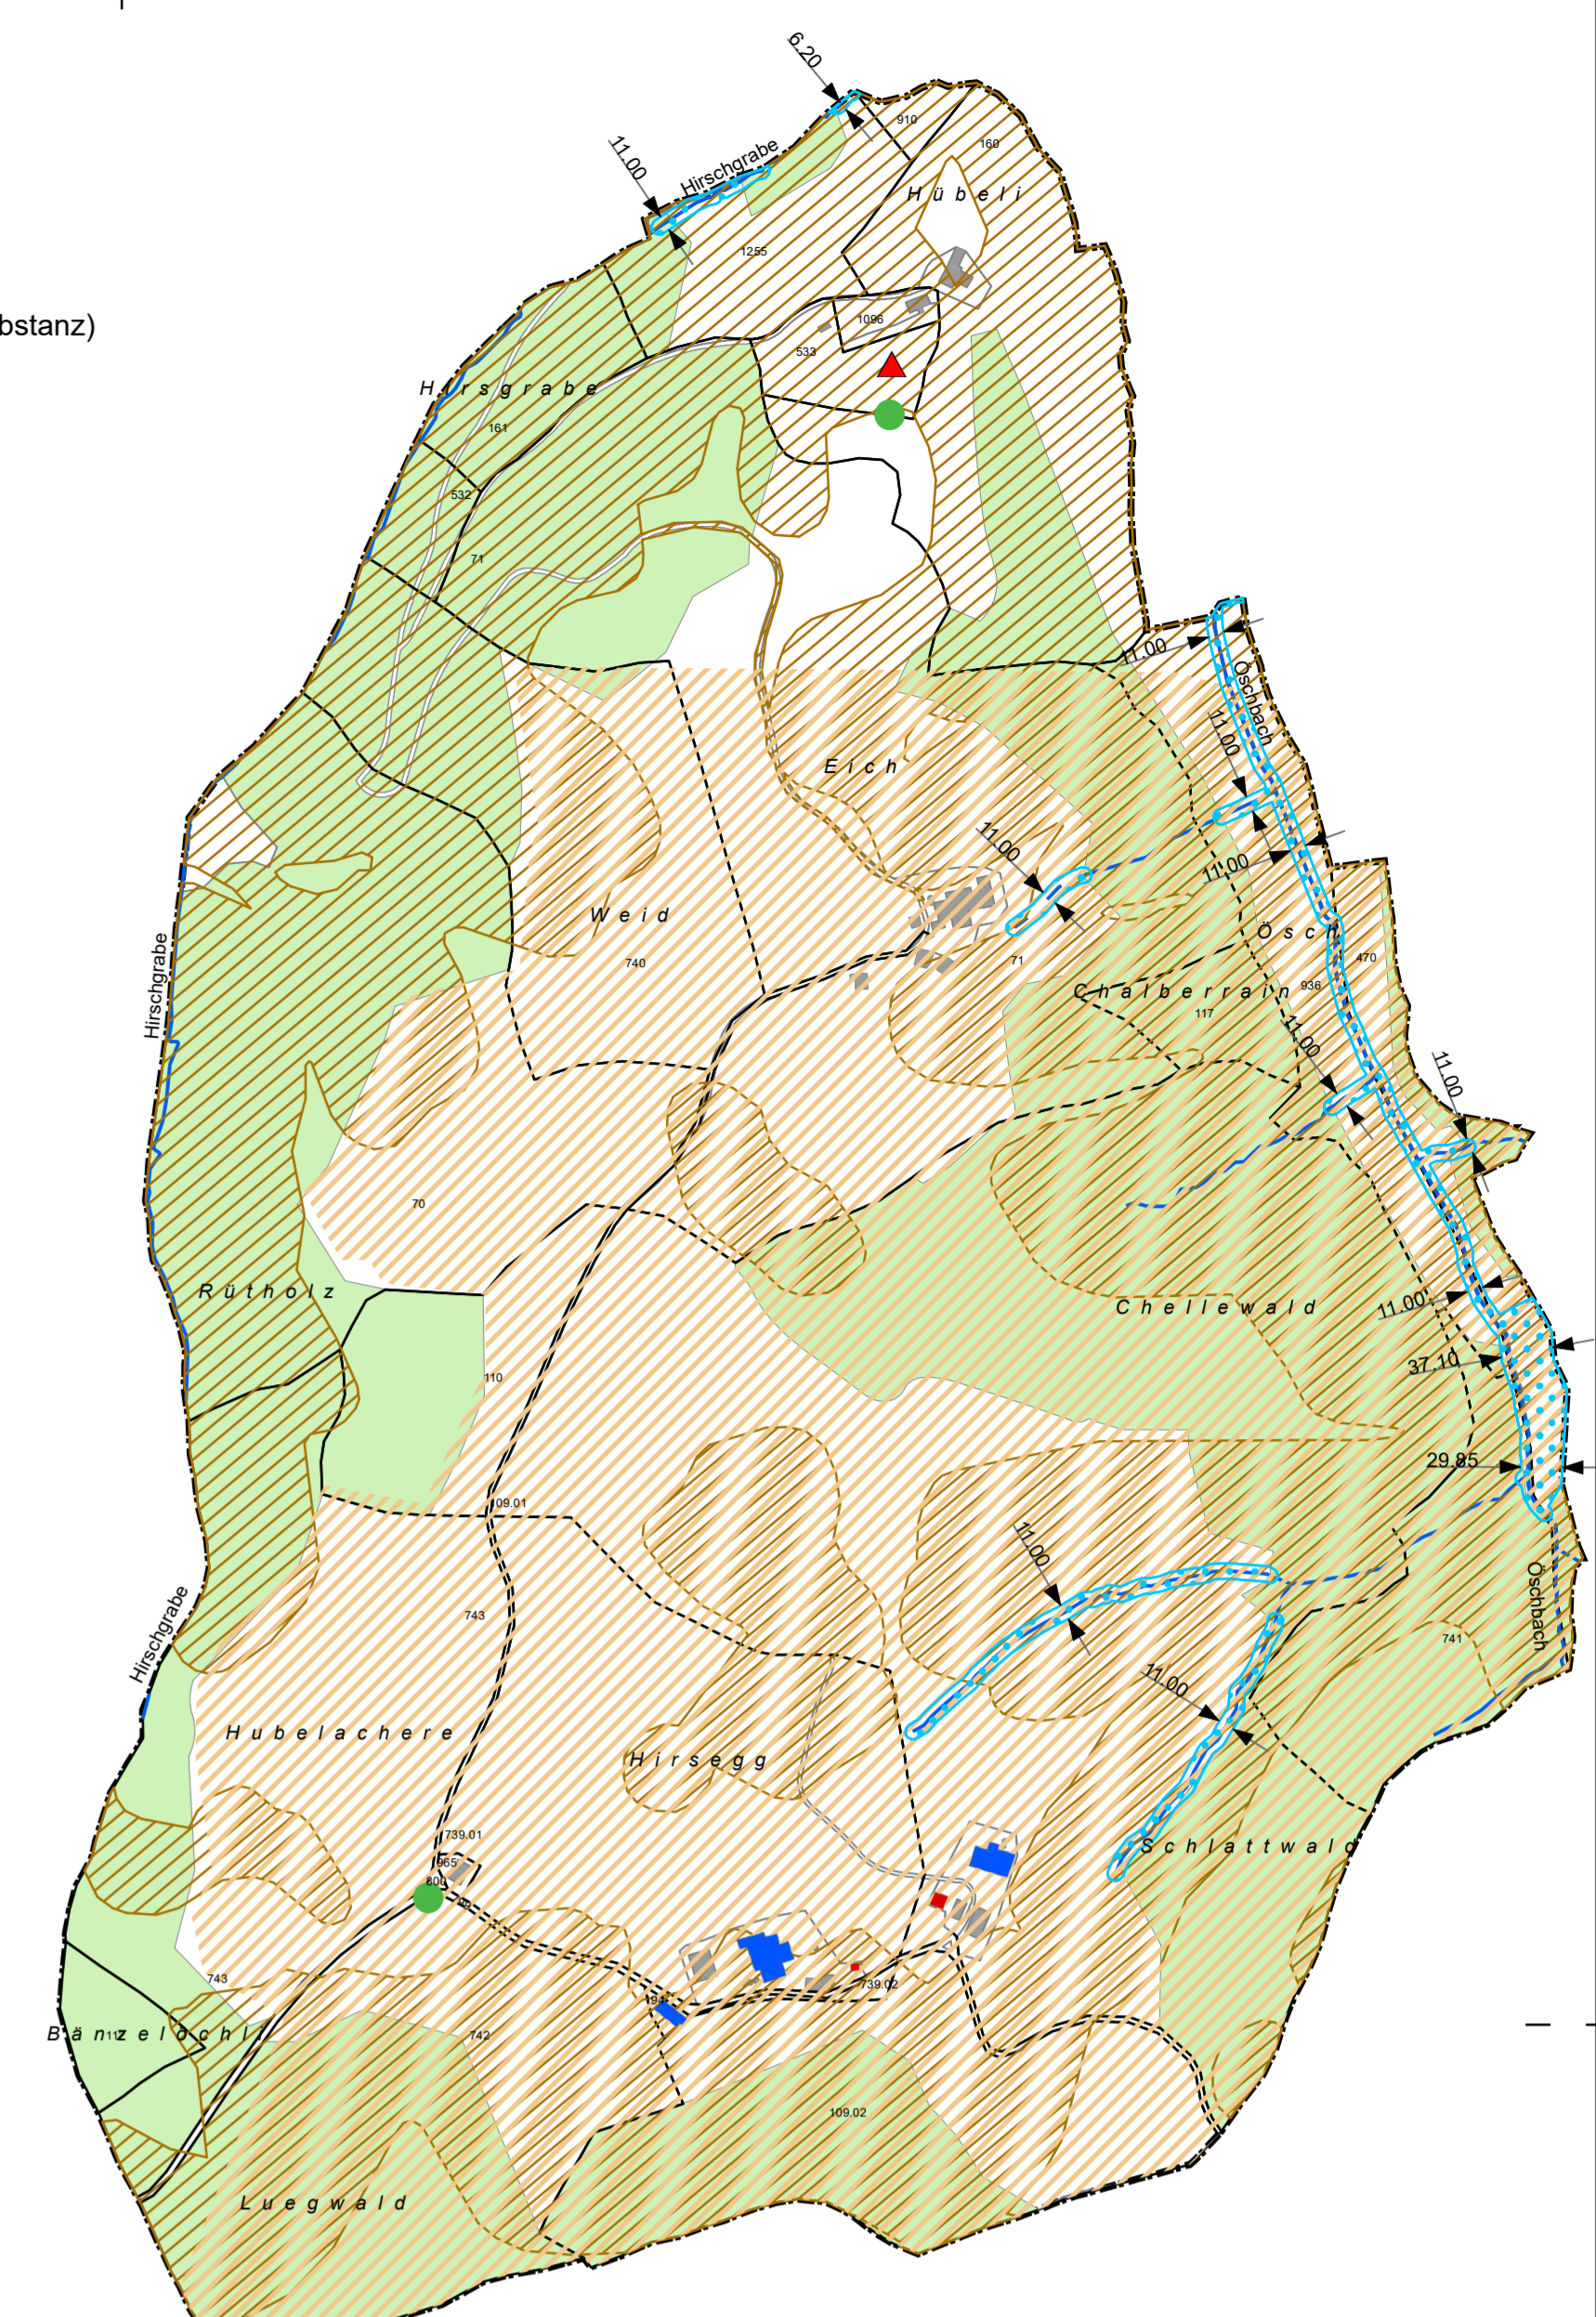 6.20
910
160
11.00
Hirschgrabe
Hübeli
1255
bstanz)
1096
533
Hirsgrabe
161
532
71
11.00
Öschbach
11.00
Eich
11.00
11.00
Weid
Ösch
740
71
470
Hirschgrabe
Chalberrain
936
117
11.00
11.00
70
Rütholz
Chellewald
11.00
37.10
110
29.85
09.01
11.00
Hirschgrabe
743
Öschbach
741
11.00
Hubelachere
Hirsegg
739.01
Schlattwald
965
800
743
739.02
94
Bänzelöchli
742
109.02
Luegwald